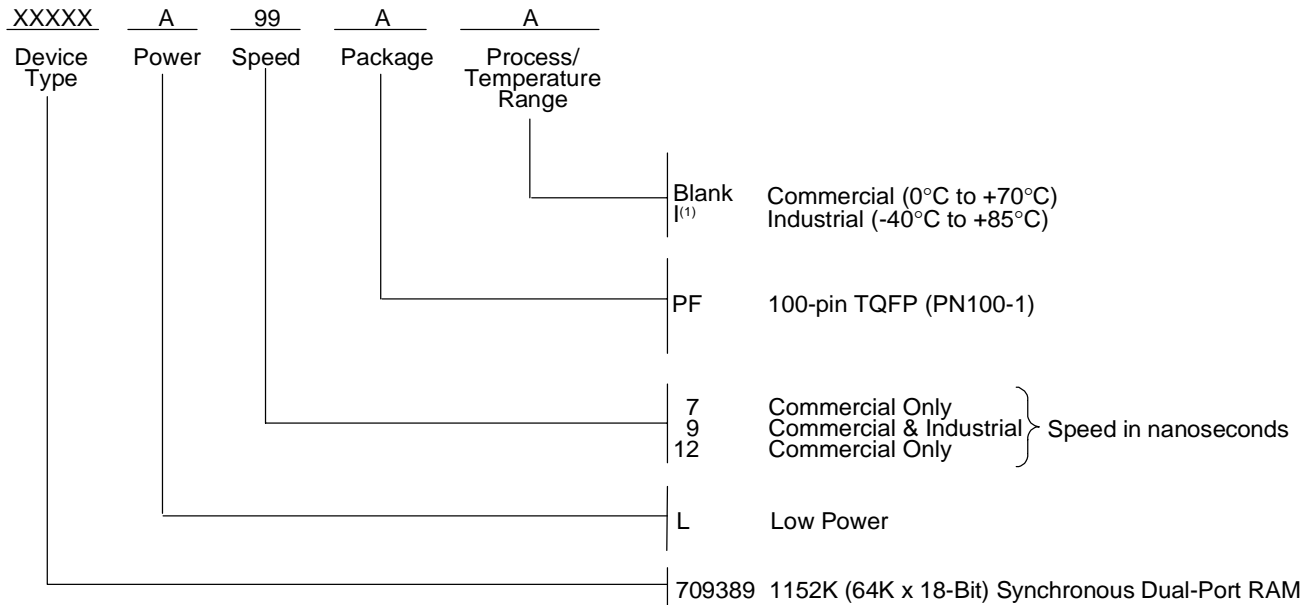 XXXXX A 99 A A
Device Type Power Speed Package Process/ Temperature Range
Blank Commercial (0°C to +70°C)
I(1) Industrial (-40°C to +85°C)
PF 100-pin TQFP (PN100-1)
7 Commercial Only
9 Commercial & Industrial Speed in nanoseconds
12 Commercial Only
L Low Power
709389 1152K (64K x 18-Bit) Synchronous Dual-Port RAM